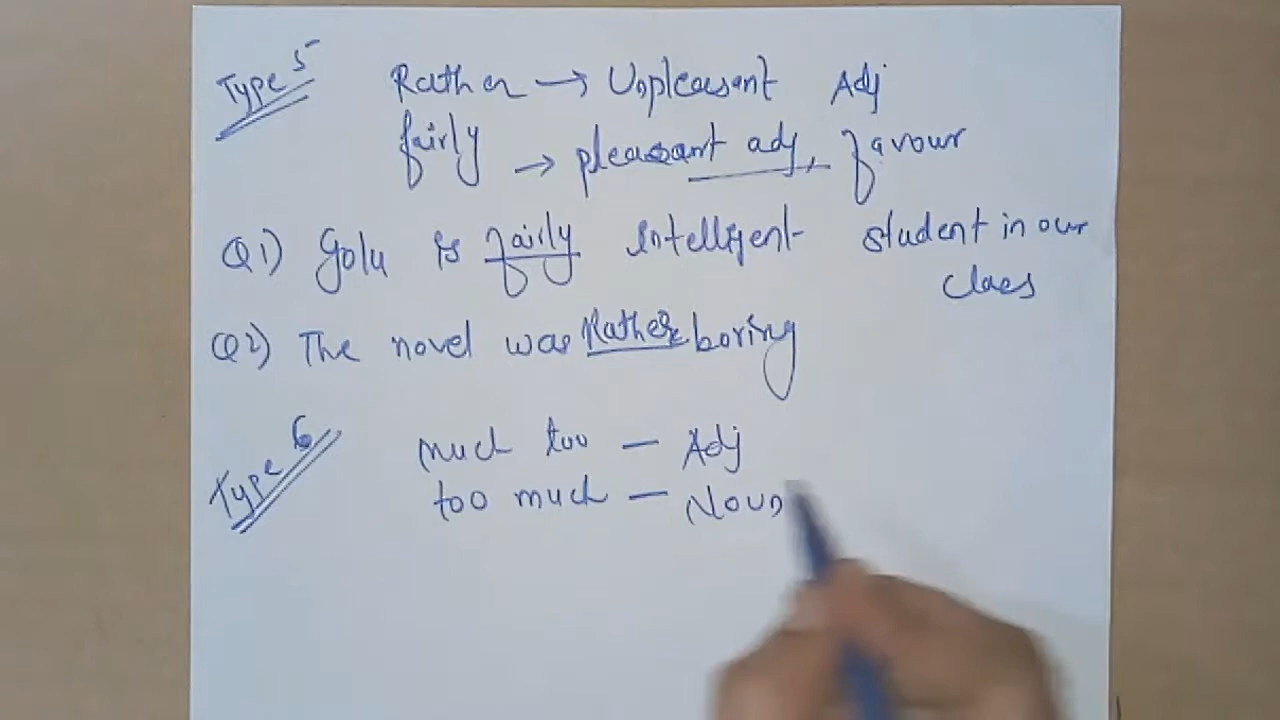 Type 5
Rather → Unpleasant Adj
fairly → pleasant adj, favour
Q1) Golu is fairly intelligent student in our
class
Q2) The novel was Rather boring
Type 6
much too — Adj
too much — Noun